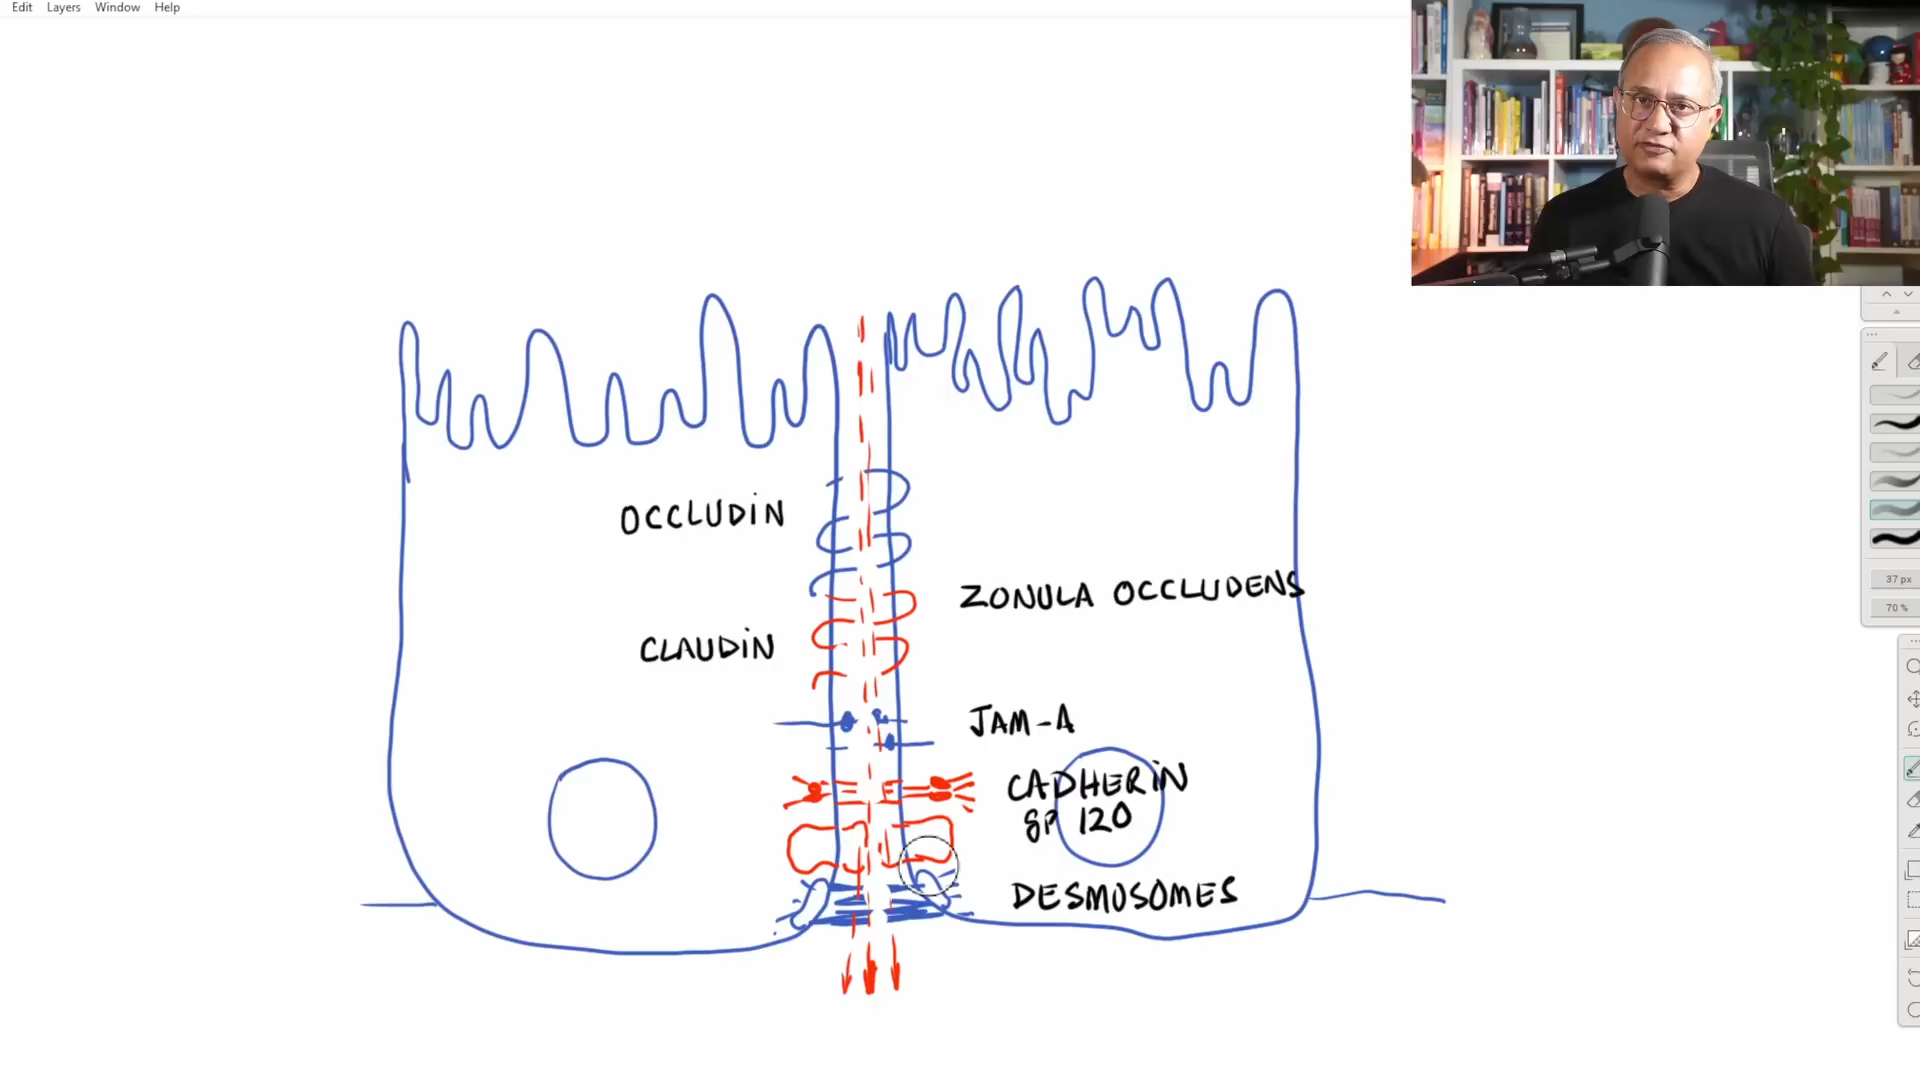 Edit Layers Window Help
OCCLUDIN
ZONULA OCCLUDENS
CLAUDIN
JAM-A
CADHERIN
gp 120
DESMOSOMES
37 px
70 %